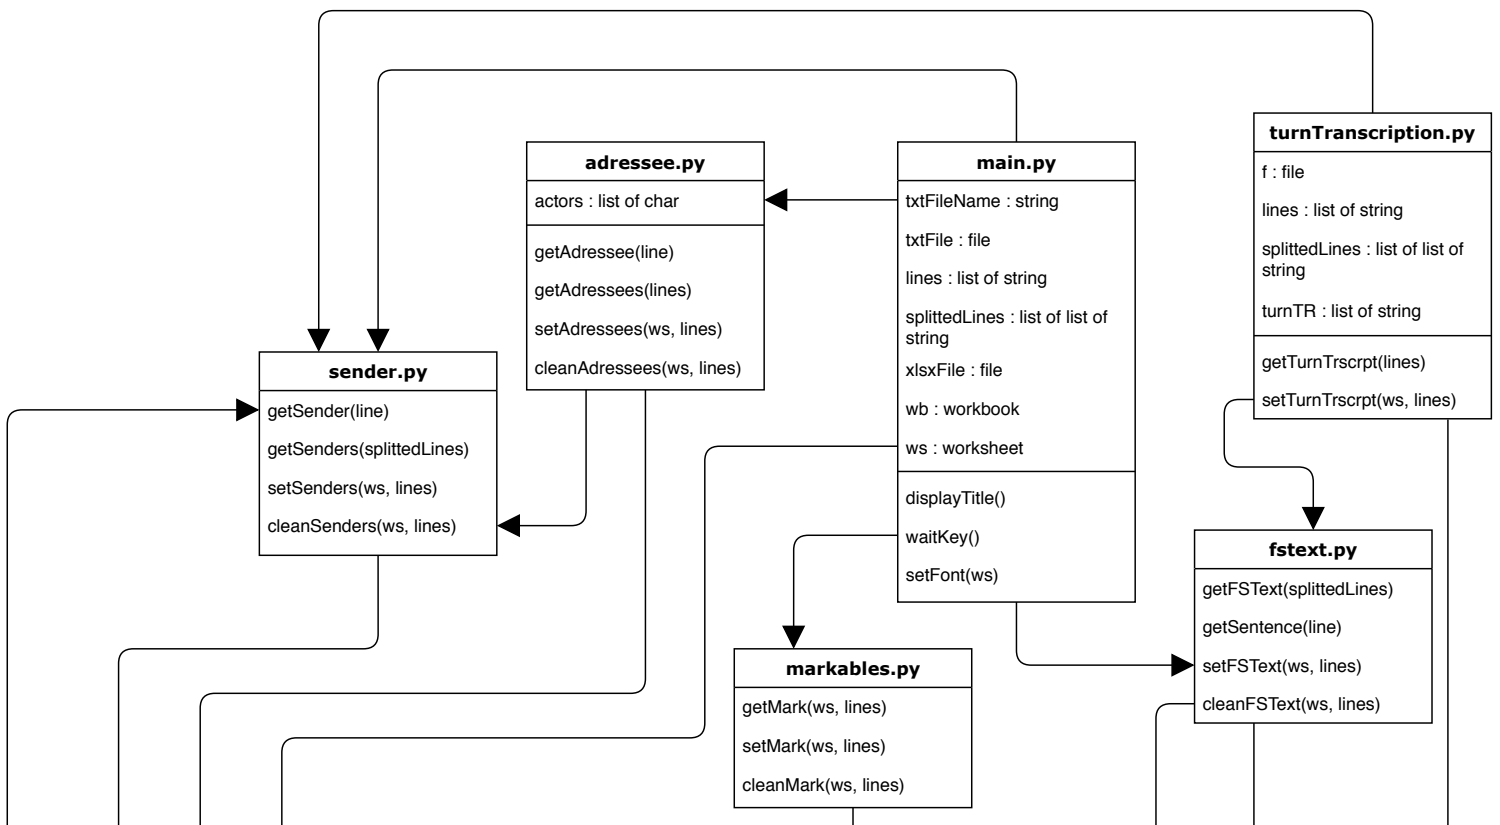 turnTranscription.py
f : file
lines : list of string
splittedLines : list of list of
string
turnTR : list of string
getTurnTrscrpt(lines)
setTurnTrscrpt(ws, lines)
adressee.py
actors : list of char
getAdressee(line)
getAdressees(lines)
setAdressees(ws, lines)
cleanAdressees(ws, lines)
main.py
txtFileName : string
txtFile : file
lines : list of string
splittedLines : list of list of
string
xlsxFile : file
wb : workbook
ws : worksheet
displayTitle()
waitKey()
setFont(ws)
sender.py
getSender(line)
getSenders(splittedLines)
setSenders(ws, lines)
cleanSenders(ws, lines)
fstext.py
getFSText(splittedLines)
getSentence(line)
setFSText(ws, lines)
cleanFSText(ws, lines)
markables.py
getMark(ws, lines)
setMark(ws, lines)
cleanMark(ws, lines)